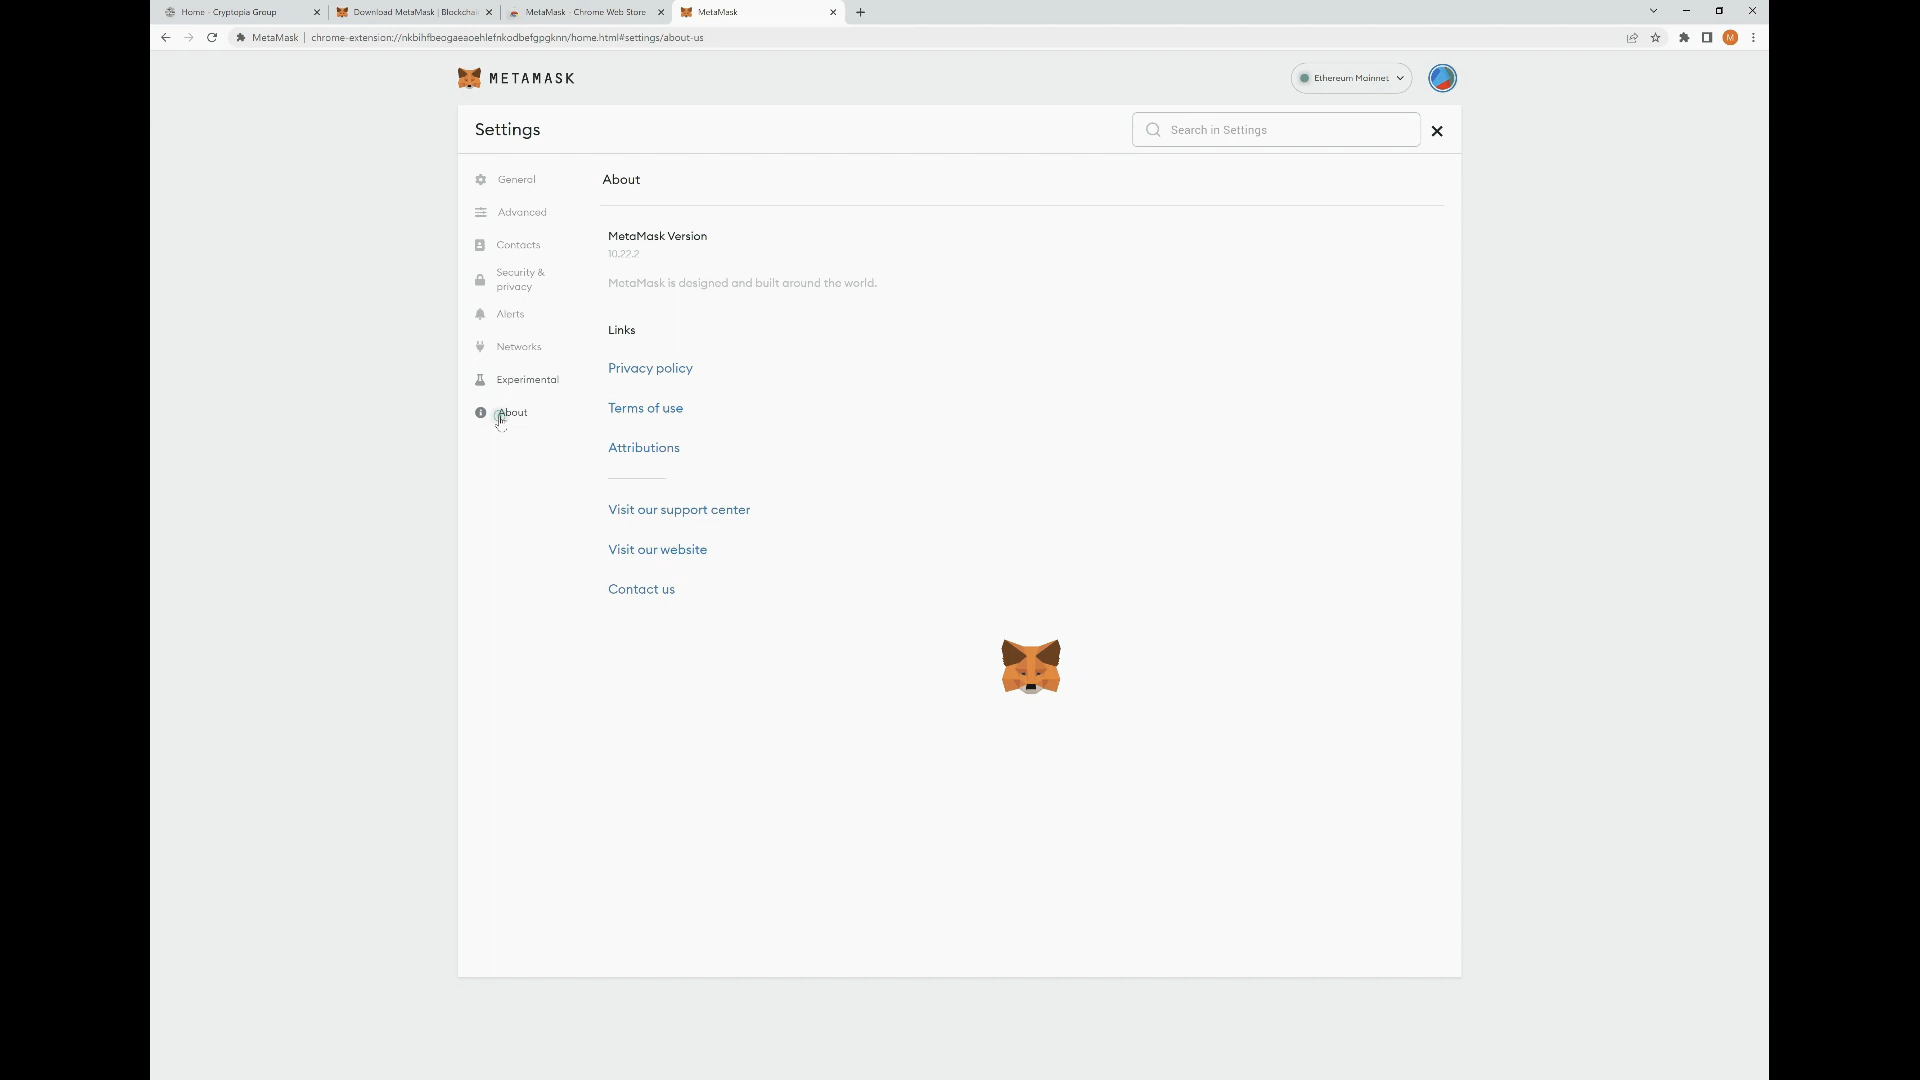 Home - Cryptopia Group
Download MetaMask | Blockchai
MetaMask - Chrome Web Store
MetaMask
MetaMask
chrome-extension://nkbihfbeogaeaoehlefnkodbefgpgknn/home.html#settings/about-us
M
METAMASK
Ethereum Mainnet
Settings
Search in Settings
General
Advanced
Contacts
Security &
privacy
Alerts
Networks
Experimental
About
About
MetaMask Version
10.22.2
MetaMask is designed and built around the world.
Links
Privacy policy
Terms of use
Attributions
Visit our support center
Visit our website
Contact us